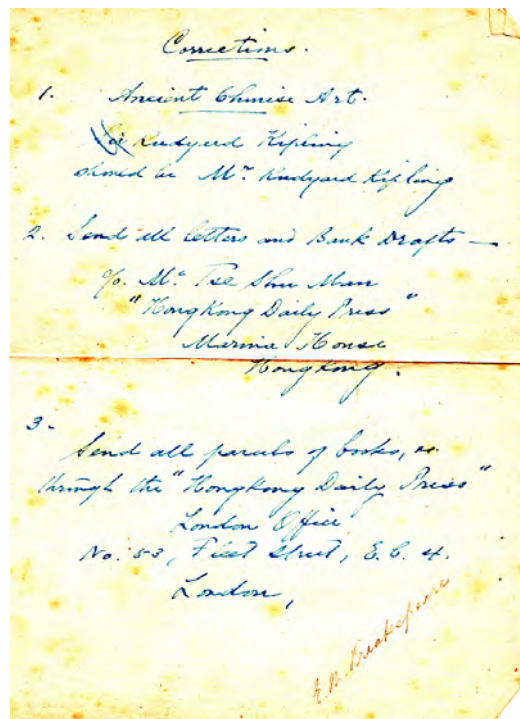 Corrections.
1. Ancient Chinese Art.
Sir Rudyard Kipling
should be Mr Rudyard Kipling
2. Send all letters and Bank Drafts —
c/o. Mr. Tse Shu Man
"HongKong Daily Press"
Marina House
HongKong.
3-
Send all parcels of books, etc
through the "HongKong Daily Press"
London Office
No. 53, Fleet Street, E.C. 4.
London,